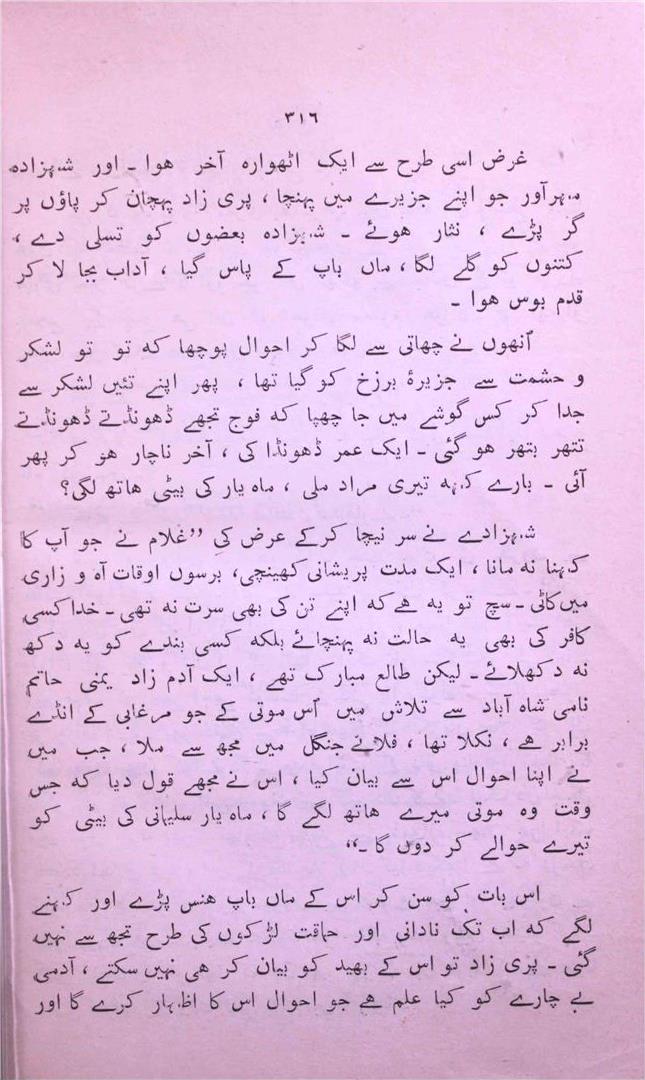 ۳۱۶
غرض اسی طرح سے ایک اٹھوارہ آخر ہوا ۔ اور شہزادہ
مہر آور جو اپنے جزیرے میں پہنچا ، پری زاد پہچان کر پاؤں پر
گر پڑے ، نثار ہوئے ۔ شہزادہ بعضوں کو تسلی دے ،
کتنوں کو گلے لگا ، ماں باپ کے پاس گیا ، آداب بجا لا کر
قدم بوس ہوا ۔
اُنھوں نے چھاتی سے لگا کر احوال پوچھا کہ تو تو لشکر
و حشمت سے جزیرۂ برزخ کو گیا تھا ، پھر اپنے تئیں لشکر سے
جدا کر کس گوشے میں جا چھپا کہ فوج تجھے ڈھونڈتے ڈھونڈتے
تتھر بتھر ہو گئی ۔ ایک عمر ڈھونڈا کی ، آخر ناچار ہو کر پھر
آئی ۔ بارے کہہ تیری مراد ملی ، ماہ یار کی بیٹی ہاتھ لگی؟
شہزادے نے سر نیچا کرکے عرض کی ”غلام نے جو آپ کا
کہنا نہ مانا ، ایک مدت پریشانی کھینچی، برسوں اوقات آہ و زاری
میں کاٹی ۔ سچ تو یہ ہے کہ اپنے تن کی بھی سرت نہ تھی ۔ خدا کسی
کافر کی بھی یہ حالت نہ پہنچائے بلکہ کسی بندے کو یہ دکھ
نہ دکھلائے ۔ لیکن طالع مبارک تھے ، ایک آدم زاد یمنی حاتم
نامی شاہ آباد سے تلاش میں اُس موتی کے جو مرغابی کے انڈے
برابر ہے ، نکلا تھا ، فلانے جنگل میں مجھ سے ملا ، جب میں
نے اپنا احوال اس سے بیان کیا ، اس نے مجھے قول دیا کہ جس
وقت وہ موتی میرے ہاتھ لگے گا ، ماہ یار سلیمانی کی بیٹی کو
تیرے حوالے کر دوں گا ۔“
اس بات کو سن کر اس کے ماں باپ ہنس پڑے اور کہنے
لگے کہ اب تک نادانی اور حماقت لڑکوں کی طرح تجھ سے نہیں
گئی ۔ پری زاد تو اس کے بھید کو بیان کر ہی نہیں سکتے ، آدمی
بے چارے کو کیا علم ہے جو احوال اس کا اظہار کرے گا اور